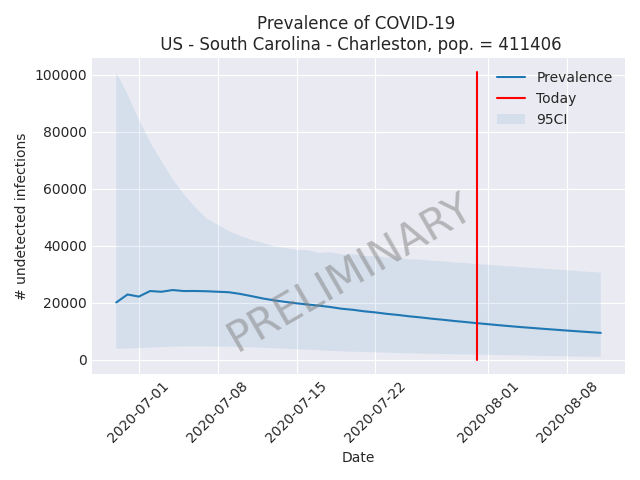 Prevalence of COVID-19
US - South Carolina - Charleston, pop. = 411406
100000
80000
60000
40000
20000
0
# undetected infections
Prevalence
Today
95CI
PRELIMINARY
2020-07-01
2020-07-08
2020-07-15
2020-07-22
2020-08-01
2020-08-08
Date